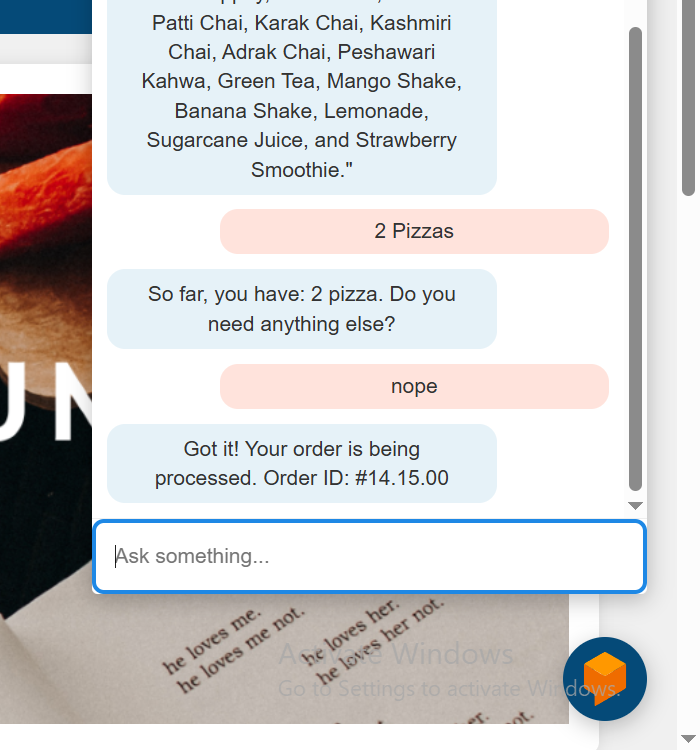 Patti Chai, Karak Chai, Kashmiri
Chai, Adrak Chai, Peshawari
Kahwa, Green Tea, Mango Shake,
Banana Shake, Lemonade,
Sugarcane Juice, and Strawberry
Smoothie."
2 Pizzas
So far, you have: 2 pizza. Do you
need anything else?
nope
Got it! Your order is being
processed. Order ID: #14.15.00
Ask something...
he loves me.
he loves me not.
he loves her.
he loves her not.
Activate Windows
Go to Settings to activate Windows.
not.